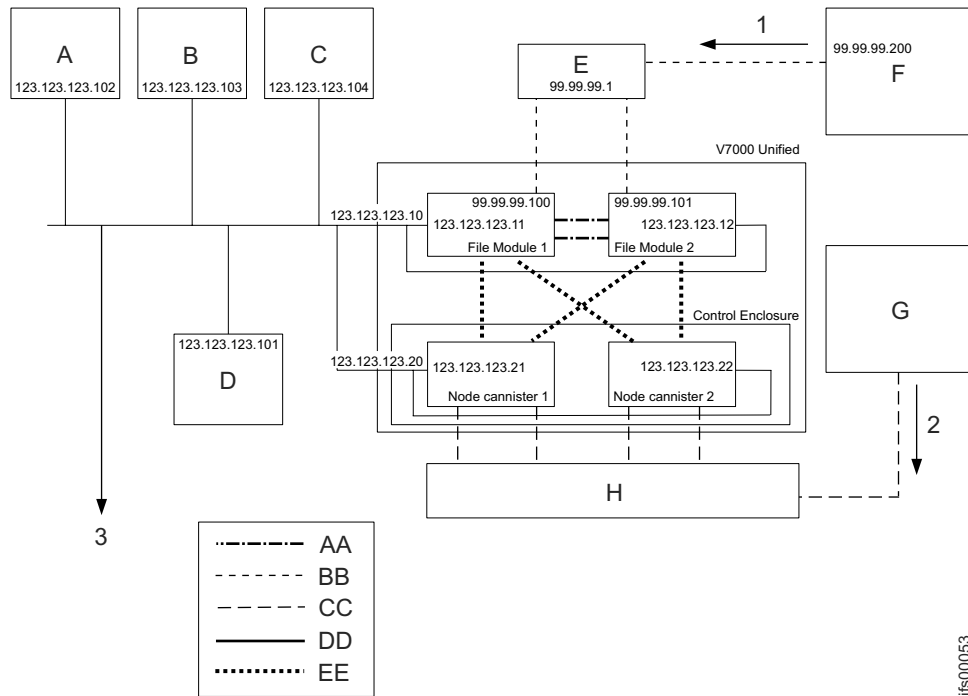 A
123.123.123.102
B
123.123.123.103
C
123.123.123.104
1
E
99.99.99.1
99.99.99.200
F
V7000 Unified
99.99.99.100
123.123.123.11
File Module 1
99.99.99.101
123.123.123.12
File Module 2
123.123.123.10
Control Enclosure
123.123.123.20
123.123.123.21
Node cannister 1
123.123.123.22
Node cannister 2
123.123.123.101
D
G
2
H
3
AA
BB
CC
DD
EE
ifs00053